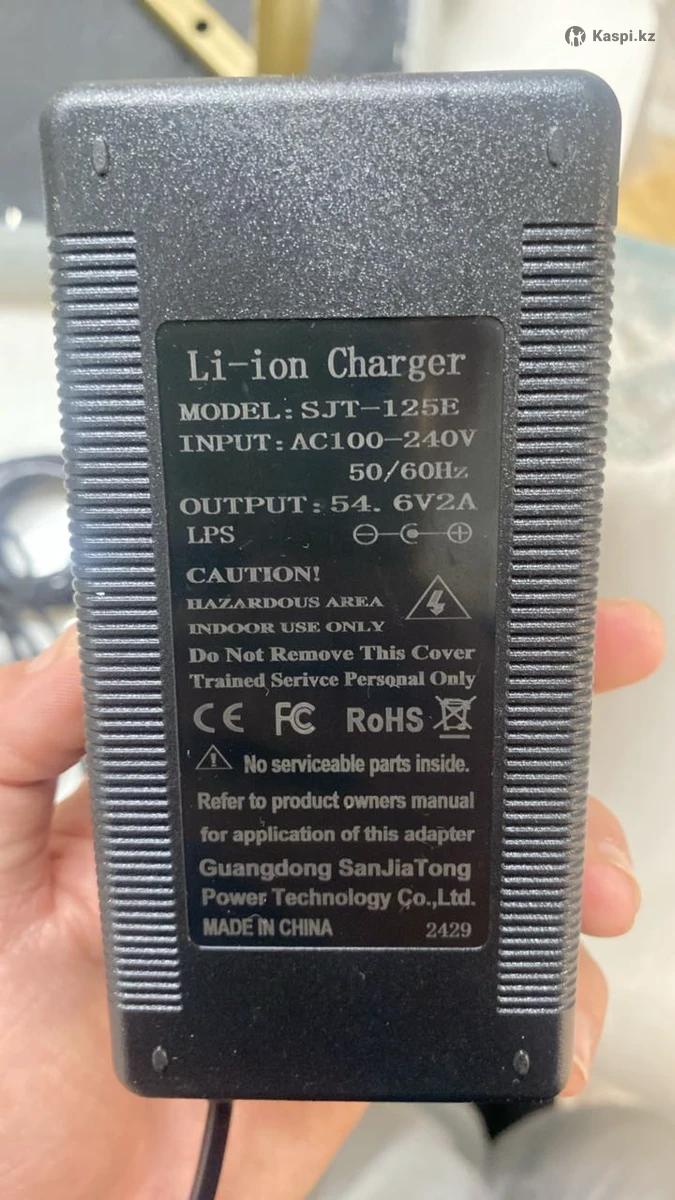 Kaspi.kz
Li-ion Charger
MODEL: SJT-125E
INPUT: AC100-240V
50/60Hz
OUTPUT: 54. 6V2A
LPS
CAUTION!
HAZARDOUS AREA
INDOOR USE ONLY
Do Not Remove This Cover
Trained Serivce Personal Only
CE FC RoHS
No serviceable parts inside.
Refer to product owners manual
for application of this adapter
Guangdong SanJiaTong
Power Technology Co.,Ltd.
MADE IN CHINA 2429